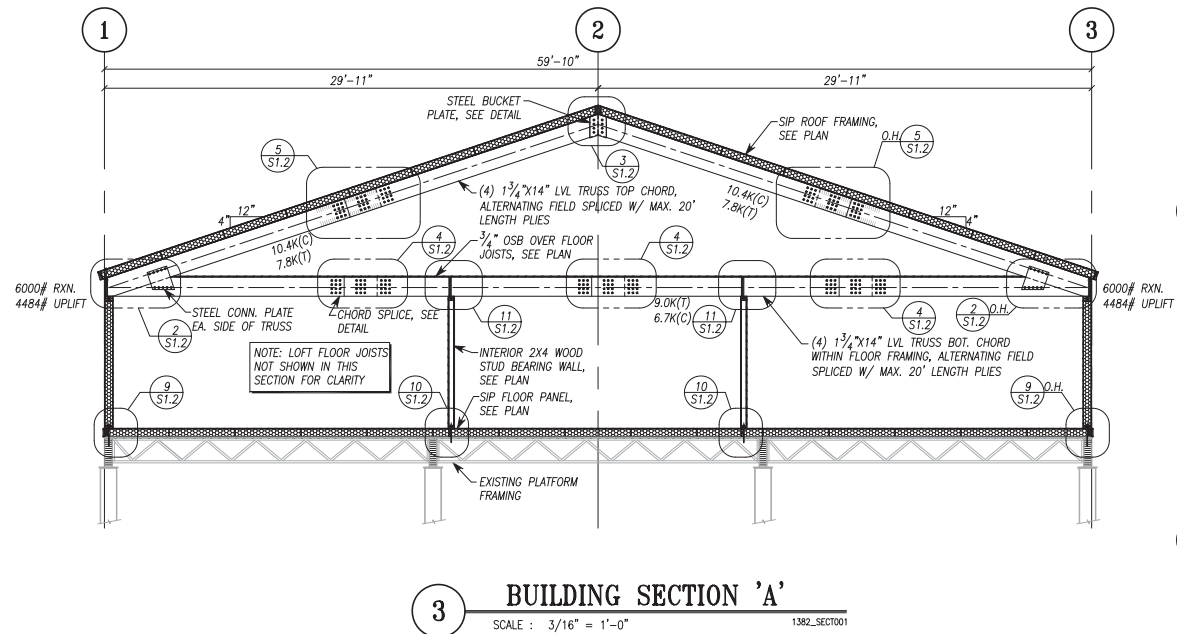 1
2
3
59'-10"
29'-11"
29'-11"
STEEL BUCKET
PLATE, SEE DETAIL
SIP ROOF FRAMING,
SEE PLAN
O.H.
5
S1.2
5
S1.2
3
S1.2
(4) 1 3/4"X14" LVL TRUSS TOP CHORD,
ALTERNATING FIELD SPLICED W/ MAX. 20'
LENGTH PLIES
10.4K(C)
7.8K(T)
12"
4"
12"
4"
10.4K(C)
7.8K(T)
4
S1.2
3/4" OSB OVER FLOOR
JOISTS, SEE PLAN
4
S1.2
6000# RXN.
4484# UPLIFT
6000# RXN.
4484# UPLIFT
STEEL CONN. PLATE
EA. SIDE OF TRUSS
2
S1.2
CHORD SPLICE, SEE
DETAIL
11
S1.2
9.0K(T)
6.7K(C)
11
S1.2
4
S1.2
2
S1.2
O.H.
(4) 1 3/4"X14" LVL TRUSS BOT. CHORD
WITHIN FLOOR FRAMING, ALTERNATING FIELD
SPLICED W/ MAX. 20' LENGTH PLIES
NOTE: LOFT FLOOR JOISTS
NOT SHOWN IN THIS
SECTION FOR CLARITY
INTERIOR 2X4 WOOD
STUD BEARING WALL,
SEE PLAN
SIP FLOOR PANEL,
SEE PLAN
9
S1.2
10
S1.2
10
S1.2
9
S1.2
O.H.
EXISTING PLATFORM
FRAMING
3
BUILDING SECTION 'A'
SCALE : 3/16" = 1'-0"
1382_SECT001